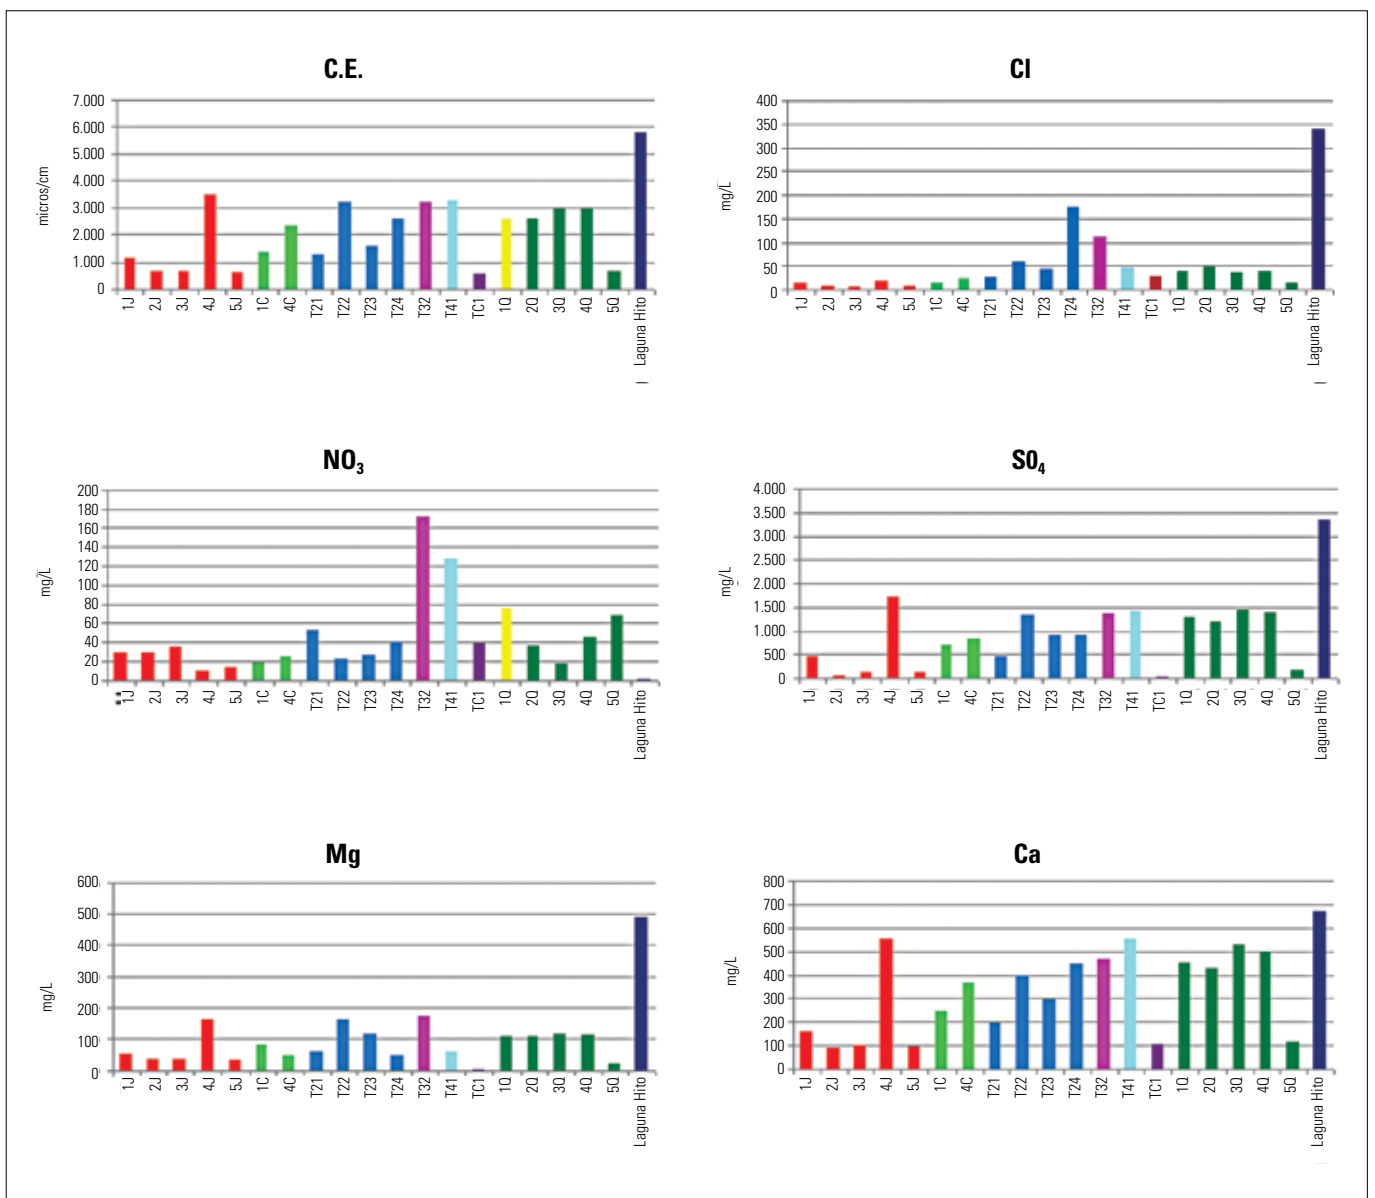 C.E.
7.000
6.000
5.000
4.000
3.000
2.000
1.000
0
micros/cm
1J 2J 3J 4J 5J 1C 4C T21 T22 T23 T24 T32 T41 TC1 1Q 2Q 3Q 4Q 5Q Laguna Hito
Cl
400
350
300
250
200
150
100
50
0
mg/L
1J 2J 3J 4J 5J 1C 4C T21 T22 T23 T24 T32 T41 TC1 1Q 2Q 3Q 4Q 5Q Laguna Hito
NO₃
200
180
160
140
120
100
80
60
40
20
0
mg/L
1J 2J 3J 4J 5J 1C 4C T21 T22 T23 T24 T32 T41 TC1 1Q 2Q 3Q 4Q 5Q Laguna Hito
S0₄
4.000
3.500
3.000
2.500
2.000
1.500
1.000
500
0
mg/L
1J 2J 3J 4J 5J 1C 4C T21 T22 T23 T24 T32 T41 TC1 1Q 2Q 3Q 4Q 5Q Laguna Hito
Mg
600
500
400
300
200
100
0
mg/L
1J 2J 3J 4J 5J 1C 4C T21 T22 T23 T24 T32 T41 TC1 1Q 2Q 3Q 4Q 5Q Laguna Hito
Ca
800
700
600
500
400
300
200
100
0
mg/L
1J 2J 3J 4J 5J 1C 4C T21 T22 T23 T24 T32 T41 TC1 1Q 2Q 3Q 4Q 5Q Laguna Hito